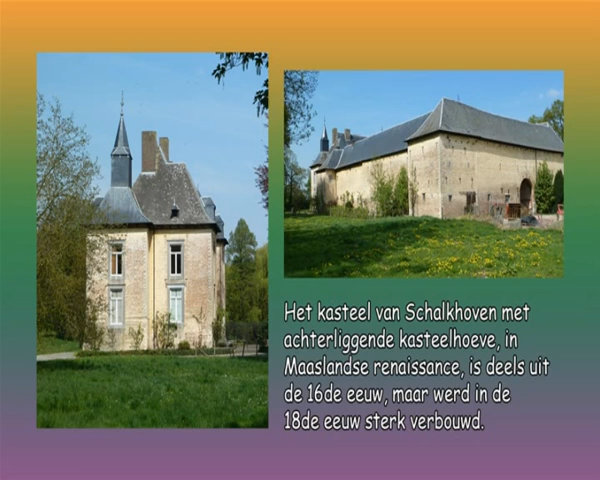 Het kasteel van Schalkhoven met
achterliggende kasteelhoeve, in
Maaslandse renaissance, is deels uit
de 16de eeuw, maar werd in de
18de eeuw sterk verbouwd.